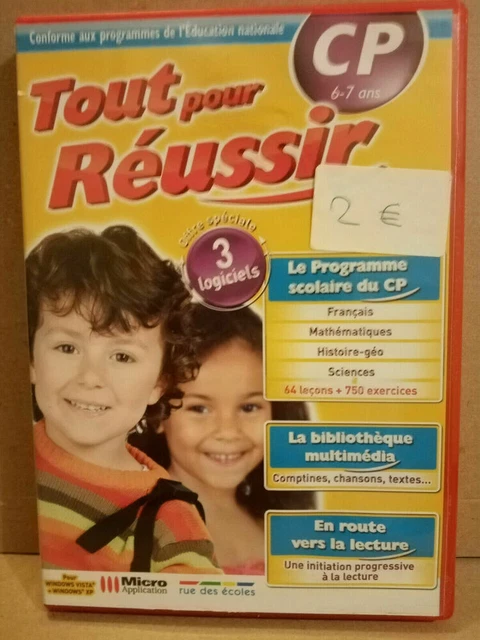 Conforme aux programmes de l'Éducation nationale
CP
6-7 ans
Tout pour
Réussir
2 €
Offre spéciale
3
logiciels
Le Programme
scolaire du CP
Français
Mathématiques
Histoire-géo
Sciences
64 leçons + 750 exercices
La bibliothèque
multimédia
Comptines, chansons, textes...
En route
vers la lecture
Une initiation progressive
à la lecture
Pour
WINDOWS VISTA
+ WINDOWS XP
Micro
Application
rue des écoles